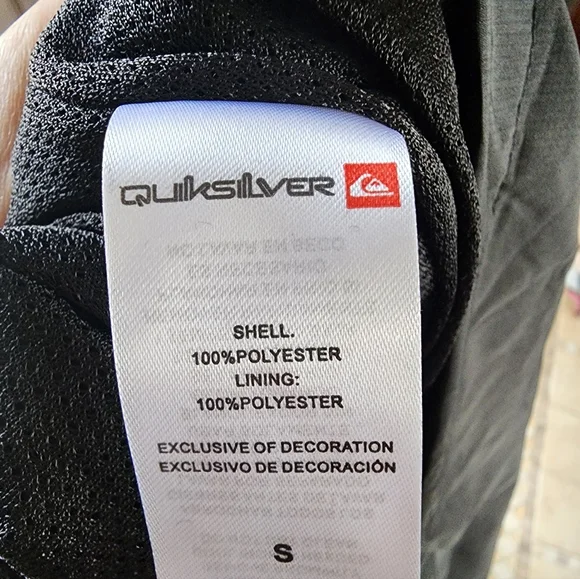 QUIKSILVER
SHELL.
100%POLYESTER
LINING:
100%POLYESTER
EXCLUSIVE OF DECORATION
EXCLUSIVO DE DECORACIÓN
S